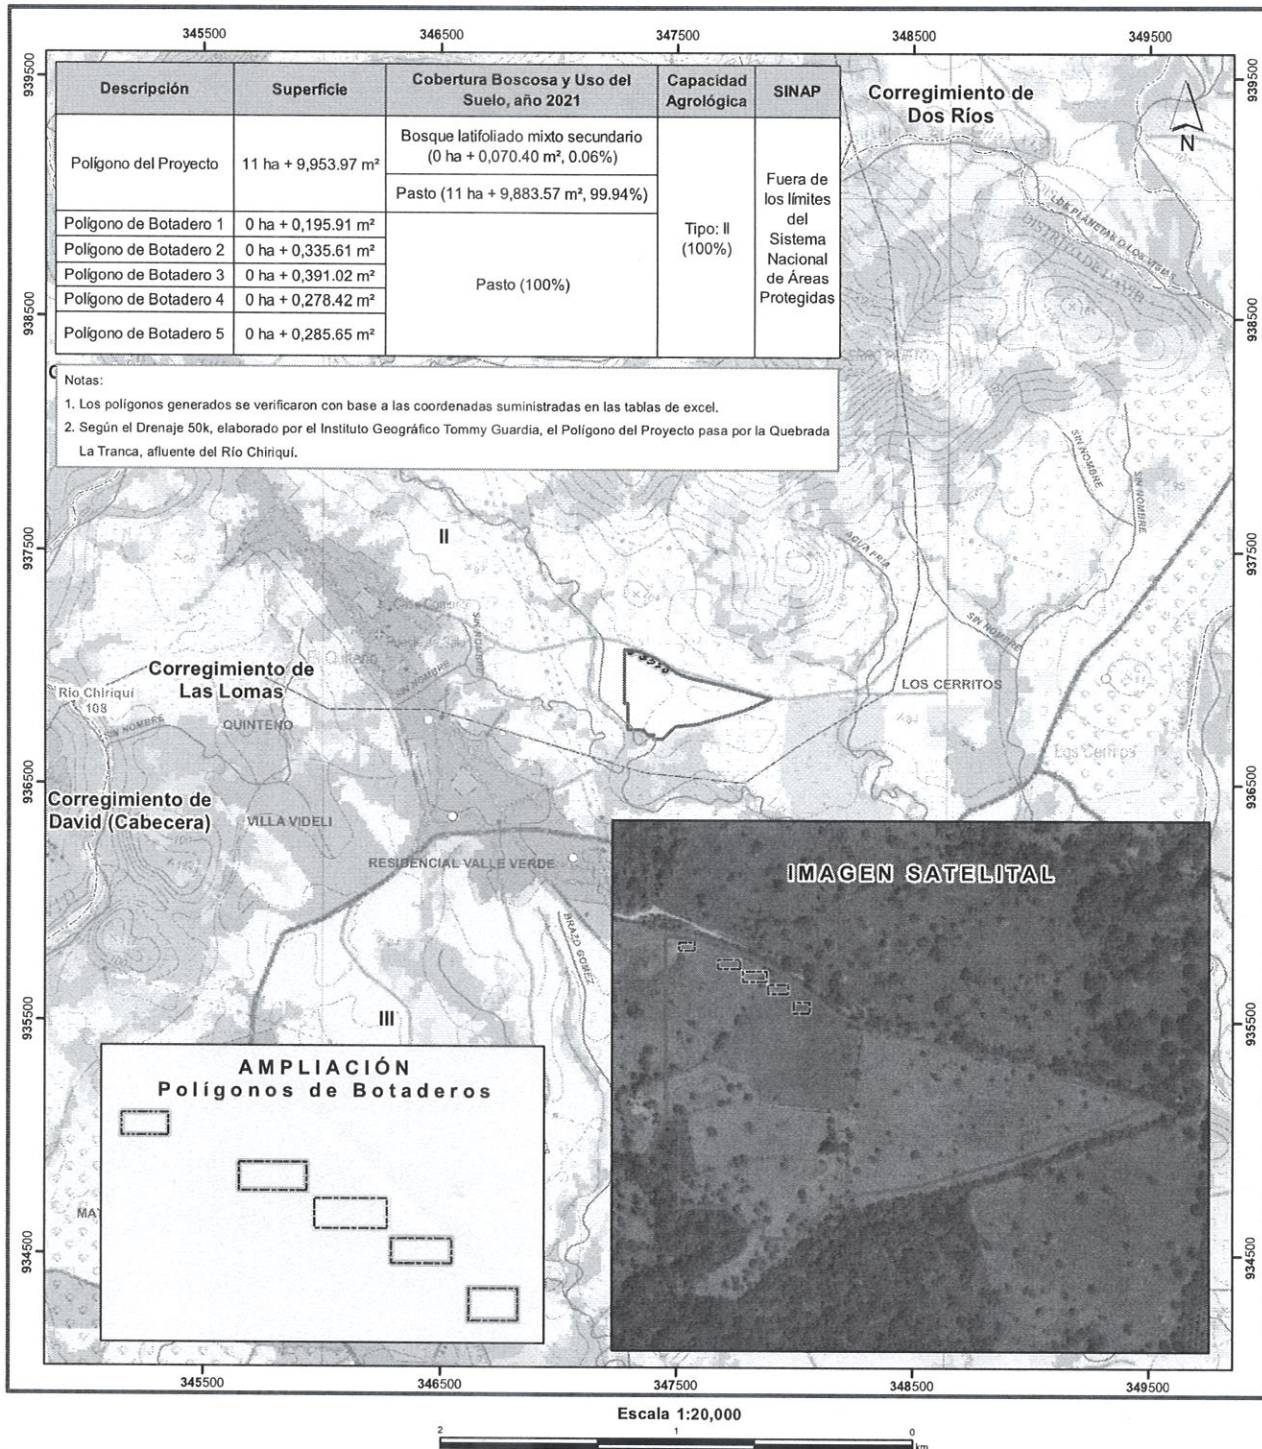 345500 346500 347500 348500 349500
939500
938500
937500
936500
935500
934500
Descripción Superficie Cobertura Boscosa y Uso del
Suelo, año 2021 Capacidad
Agrológica SINAP
Polígono del Proyecto 11 ha + 9,953.97 m² Bosque latifoliado mixto secundario
(0 ha + 0,070.40 m², 0.06%)
Pasto (11 ha + 9,883.57 m², 99.94%)
Polígono de Botadero 1 0 ha + 0,195.91 m²
Polígono de Botadero 2 0 ha + 0,335.61 m²
Polígono de Botadero 3 0 ha + 0,391.02 m²
Polígono de Botadero 4 0 ha + 0,278.42 m²
Polígono de Botadero 5 0 ha + 0,285.65 m²
Pasto (100%)
Tipo: II
(100%)
Fuera de
los límites
del
Sistema
Nacional
de Áreas
Protegidas
Corregimiento de
Dos Ríos
N
Notas:
1. Los polígonos generados se verificaron con base a las coordenadas suministradas en las tablas de excel.
2. Según el Drenaje 50k, elaborado por el Instituto Geográfico Tommy Guardia, el Polígono del Proyecto pasa por la Quebrada
La Tranca, afluente del Río Chiriquí.
SIN NOMBRE
SIN NOMBRE
II
AGUA FRIA
SIN NOMBRE
SIN NOMBRE
SIN NOMBRE
Corregimiento de
Las Lomas
LOS CERRITOS
Río Chiriquí
108
SIN NOMBRE
QUINTEÑO
Los Cerritos
Corregimiento de
David (Cabecera)
VILLA VIDELI
RESIDENCIAL VALLE VERDE
BRAZO GOMEZ
III
IMAGEN SATELITAL
AMPLIACIÓN
Polígonos de Botaderos
939500
938500
937500
936500
935500
934500
345500 346500 347500 348500 349500
Escala 1:20,000
2 1 0
km